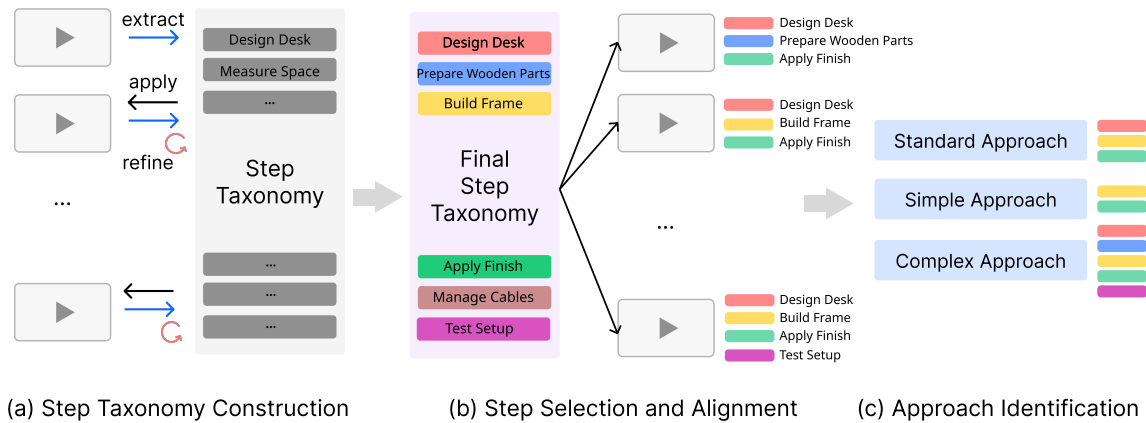 extract
apply
refine
...
Design Desk
Measure Space
...
Step
Taxonomy
...
...
...
Design Desk
Prepare Wooden Parts
Build Frame
Final
Step
Taxonomy
Apply Finish
Manage Cables
Test Setup
Design Desk
Prepare Wooden Parts
Apply Finish
Design Desk
Build Frame
Apply Finish
...
Design Desk
Build Frame
Apply Finish
Test Setup
Standard Approach
Simple Approach
Complex Approach
(a) Step Taxonomy Construction
(b) Step Selection and Alignment
(c) Approach Identification